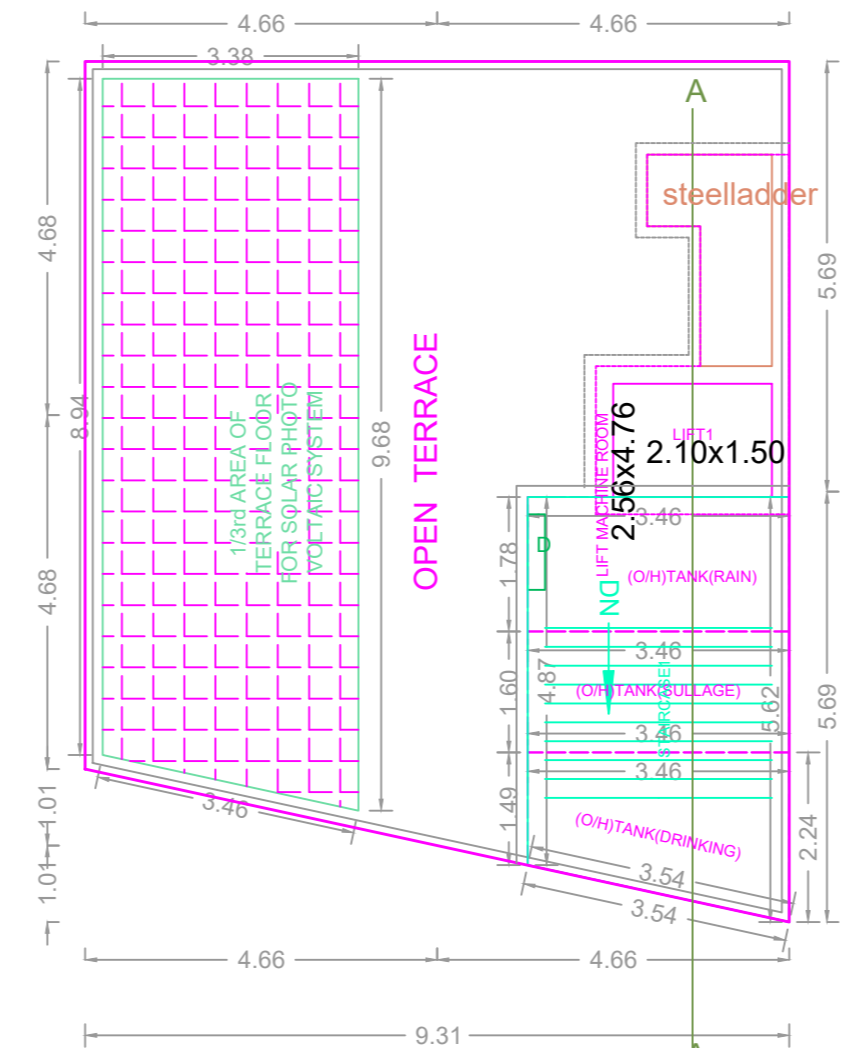 4.66
4.66
3.38
A
steelladder
4.68
5.69
8.94
9.68
1/3rd AREA OF
TERRACE FLOOR
FOR SOLAR PHOTO
VOLTAIC SYSTEM
OPEN TERRACE
LIFT MACHINE ROOM
2.56x4.76
LIFT1
2.10x1.50
3.46
D
1.78
(O/H)TANK(RAIN)
DN
4.68
3.46
1.60
4.87
(O/H)TANK(SULLAGE)
STAIRCASE1
5.62
5.69
3.46
3.46
1.49
(O/H)TANK(DRINKING)
2.24
1.01
3.46
1.01
3.54
3.54
4.66
4.66
9.31